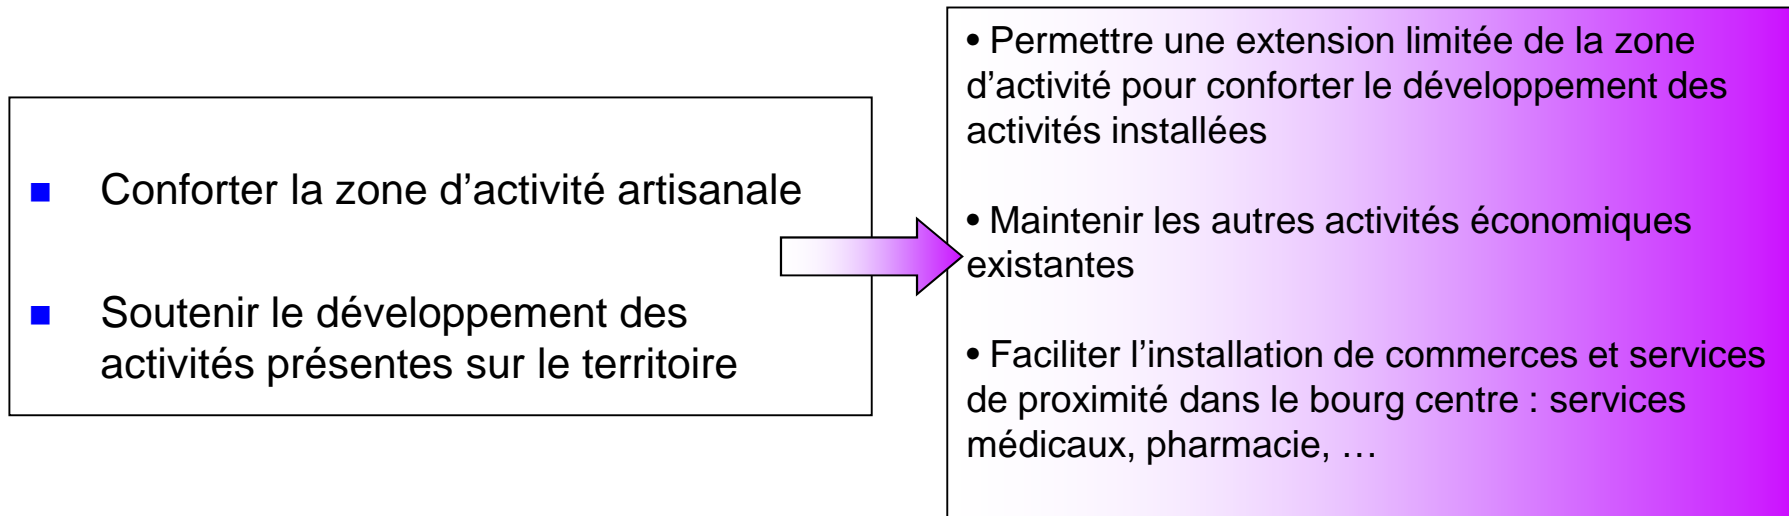 ■ Conforter la zone d’activité artisanale
■ Soutenir le développement des
activités présentes sur le territoire
• Permettre une extension limitée de la zone
d’activité pour conforter le développement des
activités installées
• Maintenir les autres activités économiques
existantes
• Faciliter l’installation de commerces et services
de proximité dans le bourg centre : services
médicaux, pharmacie, …